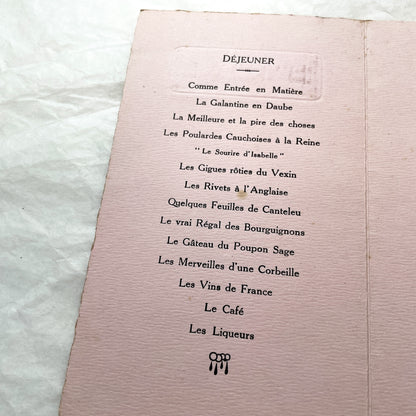 DÉJEUNER
Comme Entrée en Matière
La Galantine en Daube
La Meilleure et la pire des choses
Les Poulardes Cauchoises à la Reine
" Le Sourire d'Isabelle "
Les Gigues rôties du Vexin
Les Rivets à l'Anglaise
Quelques Feuilles de Canteleu
Le vrai Régal des Bourguignons
Le Gâteau du Poupon Sage
Les Merveilles d'une Corbeille
Les Vins de France
Le Café
Les Liqueurs